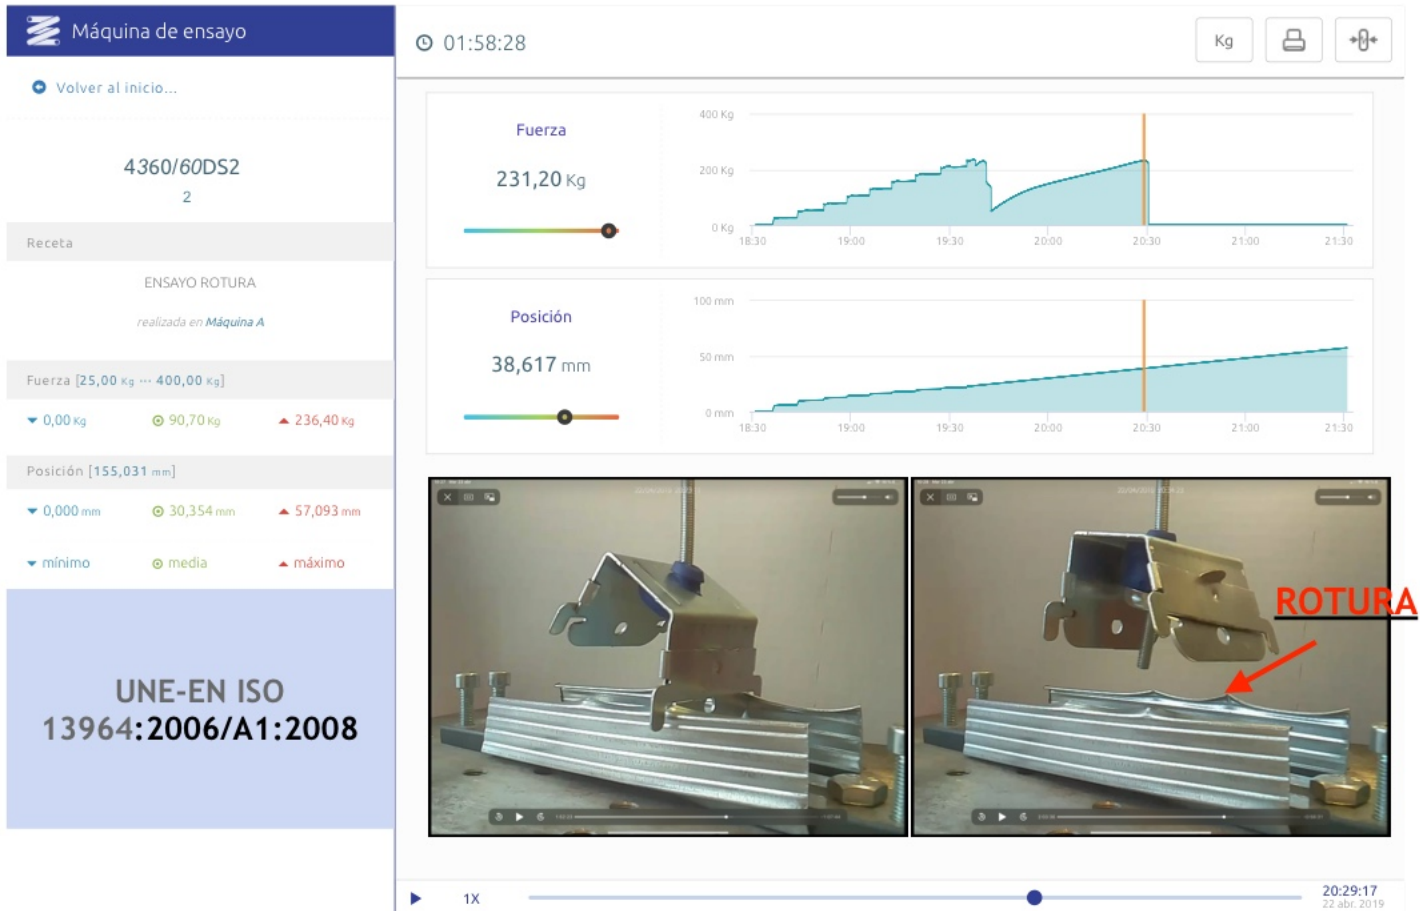 Máquina de ensayo
Volver al inicio...
4360/60DS2
2
Receta
ENSAYO ROTURA
realizada en Máquina A
Fuerza [25,00 Kg ··· 400,00 Kg]
0,00 Kg 90,70 Kg 236,40 Kg
Posición [155,031 mm]
0,000 mm 30,354 mm 57,093 mm
mínimo media máximo
UNE-EN ISO
13964:2006/A1:2008
01:58:28
Kg
Fuerza
231,20 Kg
400 Kg
200 Kg
0 Kg
18:30 19:00 19:30 20:00 20:30 21:00 21:30
Posición
38,617 mm
100 mm
50 mm
0 mm
18:30 19:00 19:30 20:00 20:30 21:00 21:30
ROTURA
1X
20:29:17
22 abr. 2019